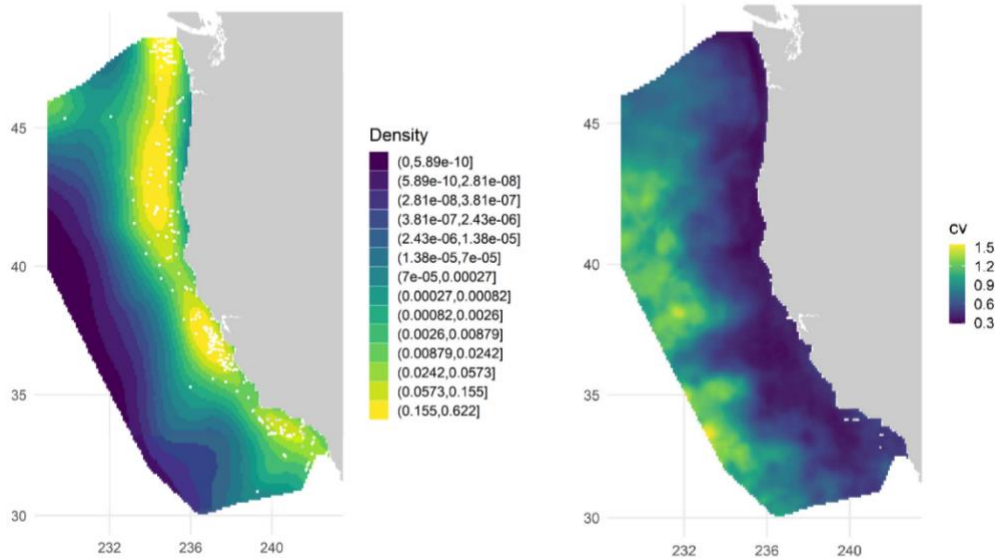 45
40
35
30
232
236
240
Density
(0,5.89e-10]
(5.89e-10,2.81e-08]
(2.81e-08,3.81e-07]
(3.81e-07,2.43e-06]
(2.43e-06,1.38e-05]
(1.38e-05,7e-05]
(7e-05,0.00027]
(0.00027,0.00082]
(0.00082,0.0026]
(0.0026,0.00879]
(0.00879,0.0242]
(0.0242,0.0573]
(0.0573,0.155]
(0.155,0.622]
45
40
35
30
232
236
240
cv
1.5
1.2
0.9
0.6
0.3